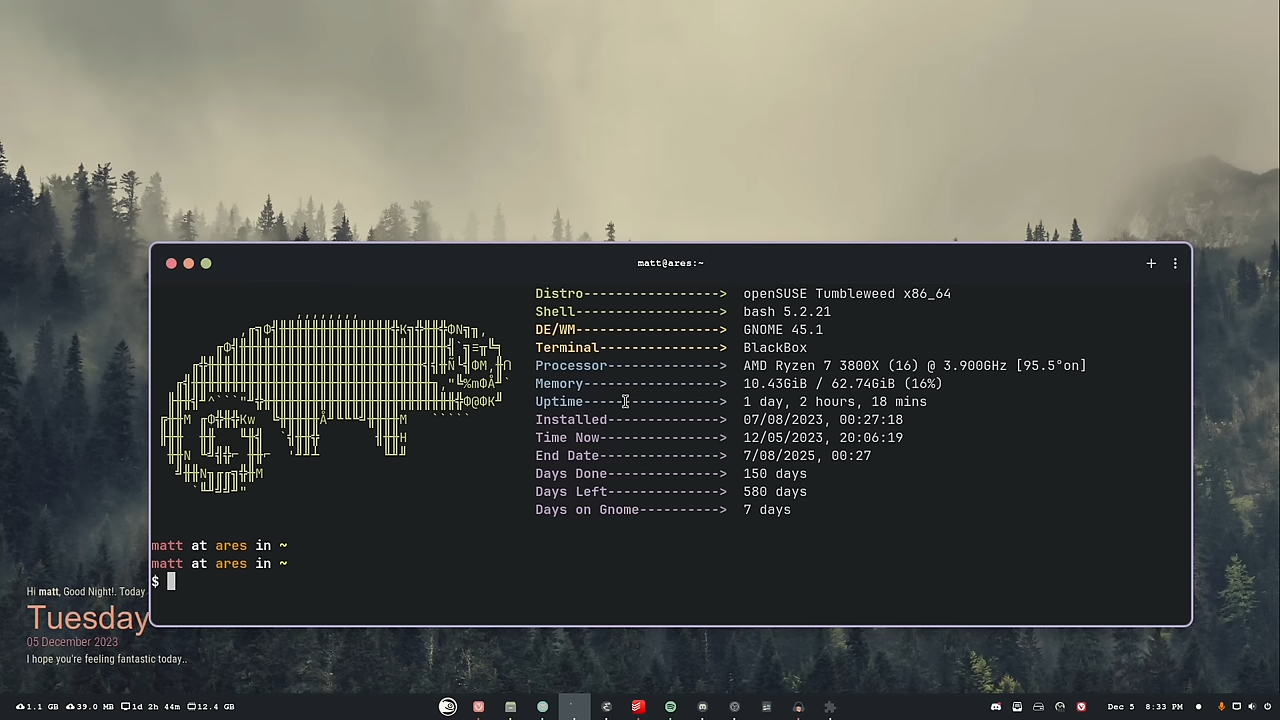 matt@ares:~
Distro-----------------> openSUSE Tumbleweed x86_64
Shell------------------> bash 5.2.21
DE/WM------------------> GNOME 45.1
Terminal---------------> BlackBox
Processor--------------> AMD Ryzen 7 3800X (16) @ 3.900GHz [95.5°on]
Memory-----------------> 10.43GiB / 62.74GiB (16%)
Uptime-----------------> 1 day, 2 hours, 18 mins
Installed--------------> 07/08/2023, 00:27:18
Time Now---------------> 12/05/2023, 20:06:19
End Date---------------> 7/08/2025, 00:27
Days Done--------------> 150 days
Days Left--------------> 580 days
Days on Gnome----------> 7 days
matt at ares in ~
matt at ares in ~
$
Hi matt, Good Night!. Today
Tuesday
05 December 2023
I hope you're feeling fantastic today..
1.1 GB 39.0 MB 1d 2h 44m 12.4 GB
Dec 5 8:33 PM